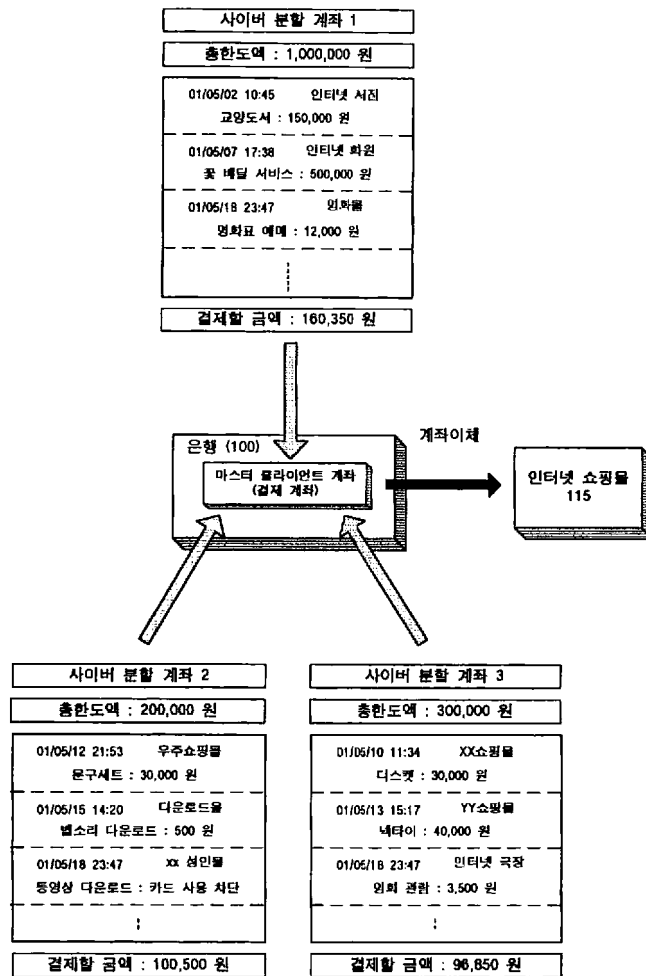 사이버 분할 계좌 1
총한도액 : 1,000,000 원
01/05/02 10:45 인터넷 서점
교양도서 : 150,000 원
01/05/07 17:38 인터넷 화원
꽃 배달 서비스 : 500,000 원
01/05/18 23:47 영화몰
영화표 예매 : 12,000 원
결제할 금액 : 160,350 원
은행 (100)
계좌이체
마스터 클라이언트 계좌
(결제 계좌)
인터넷 쇼핑몰
115
사이버 분할 계좌 2
총한도액 : 200,000 원
01/05/12 21:53 우주쇼핑몰
문구세트 : 30,000 원
01/05/15 14:20 다운로드몰
벨소리 다운로드 : 500 원
01/05/18 23:47 xx 성인몰
동영상 다운로드 : 카드 사용 차단
결제할 금액 : 100,500 원
사이버 분할 계좌 3
총한도액 : 300,000 원
01/05/10 11:34 XX쇼핑몰
디스켓 : 30,000 원
01/05/13 15:17 YY쇼핑몰
넥타이 : 40,000 원
01/05/18 23:47 인터넷 극장
영화 관람 : 3,500 원
결제할 금액 : 96,850 원